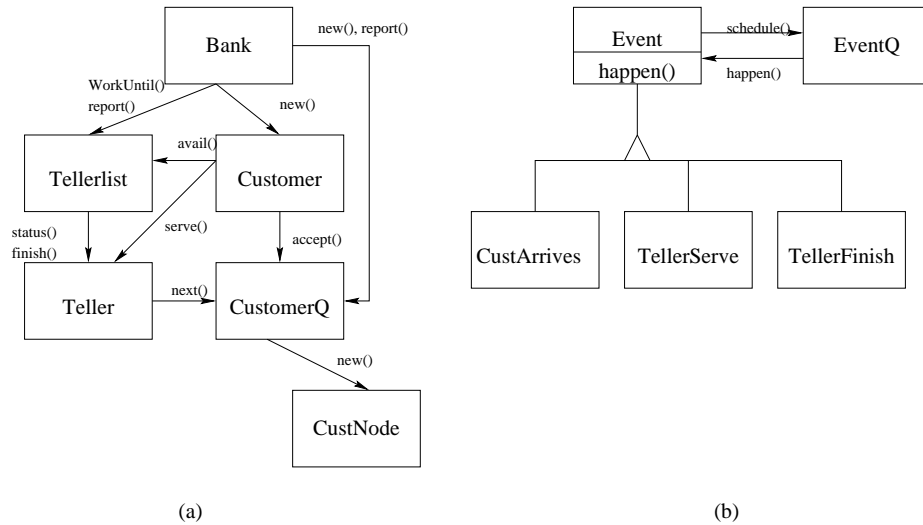 Bank
new(), report()
WorkUntil()
report()
new()
Tellerlist
avail()
Customer
status()
finish()
serve()
accept()
Teller
next()
CustomerQ
new()
CustNode
(a)
Event
happen()
schedule()
happen()
EventQ
CustArrives
TellerServe
TellerFinish
(b)